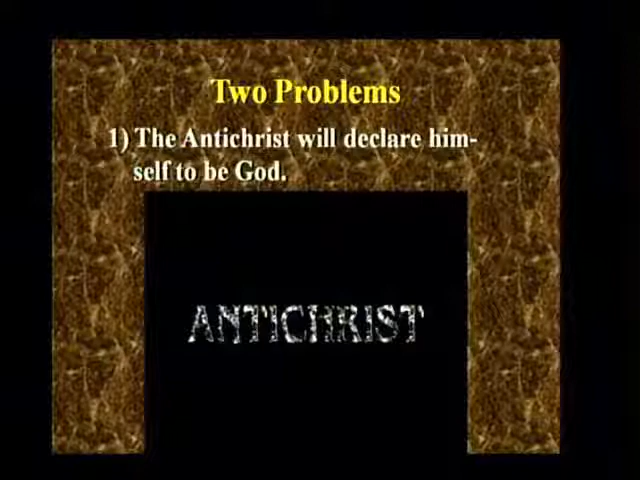 Two Problems
1) The Antichrist will declare him-
self to be God.
ANTICHRIST